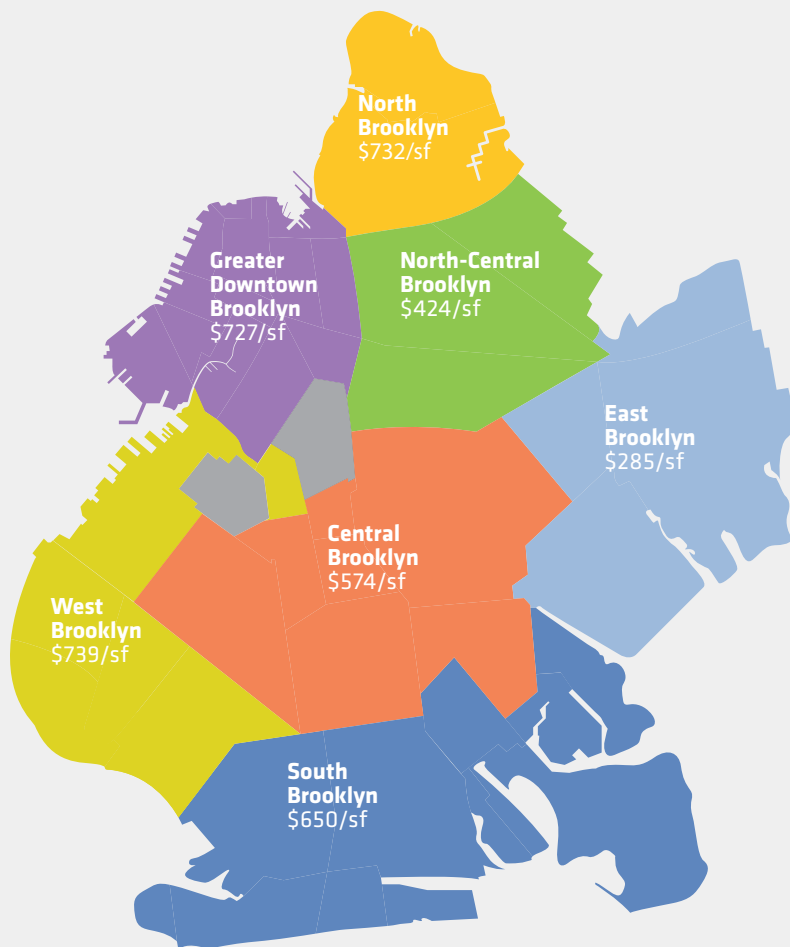 North
Brooklyn
$732/sf
Greater
Downtown
Brooklyn
$727/sf
North-Central
Brooklyn
$424/sf
East
Brooklyn
$285/sf
Central
Brooklyn
$574/sf
West
Brooklyn
$739/sf
South
Brooklyn
$650/sf